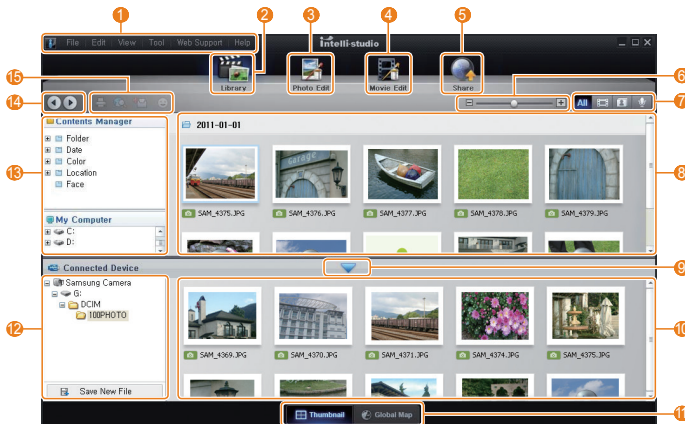 1
2
3
4
5
File Edit View Tool Web Support Help
intelli-studio
Library
Photo Edit
Movie Edit
Share
15
6
14
All
7
Contents Manager
2011-01-01
Folder
Date
Color
Location
Face
13
8
SAM_4375.JPG
SAM_4376.JPG
SAM_4377.JPG
SAM_4378.JPG
SAM_4379.JPG
My Computer
C:
D:
Connected Device
9
Samsung Camera
G:
DCIM
100PHOTO
12
10
SAM_4369.JPG
SAM_4370.JPG
SAM_4371.JPG
SAM_4374.JPG
SAM_4375.JPG
Save New File
Thumbnail
Global Map
11